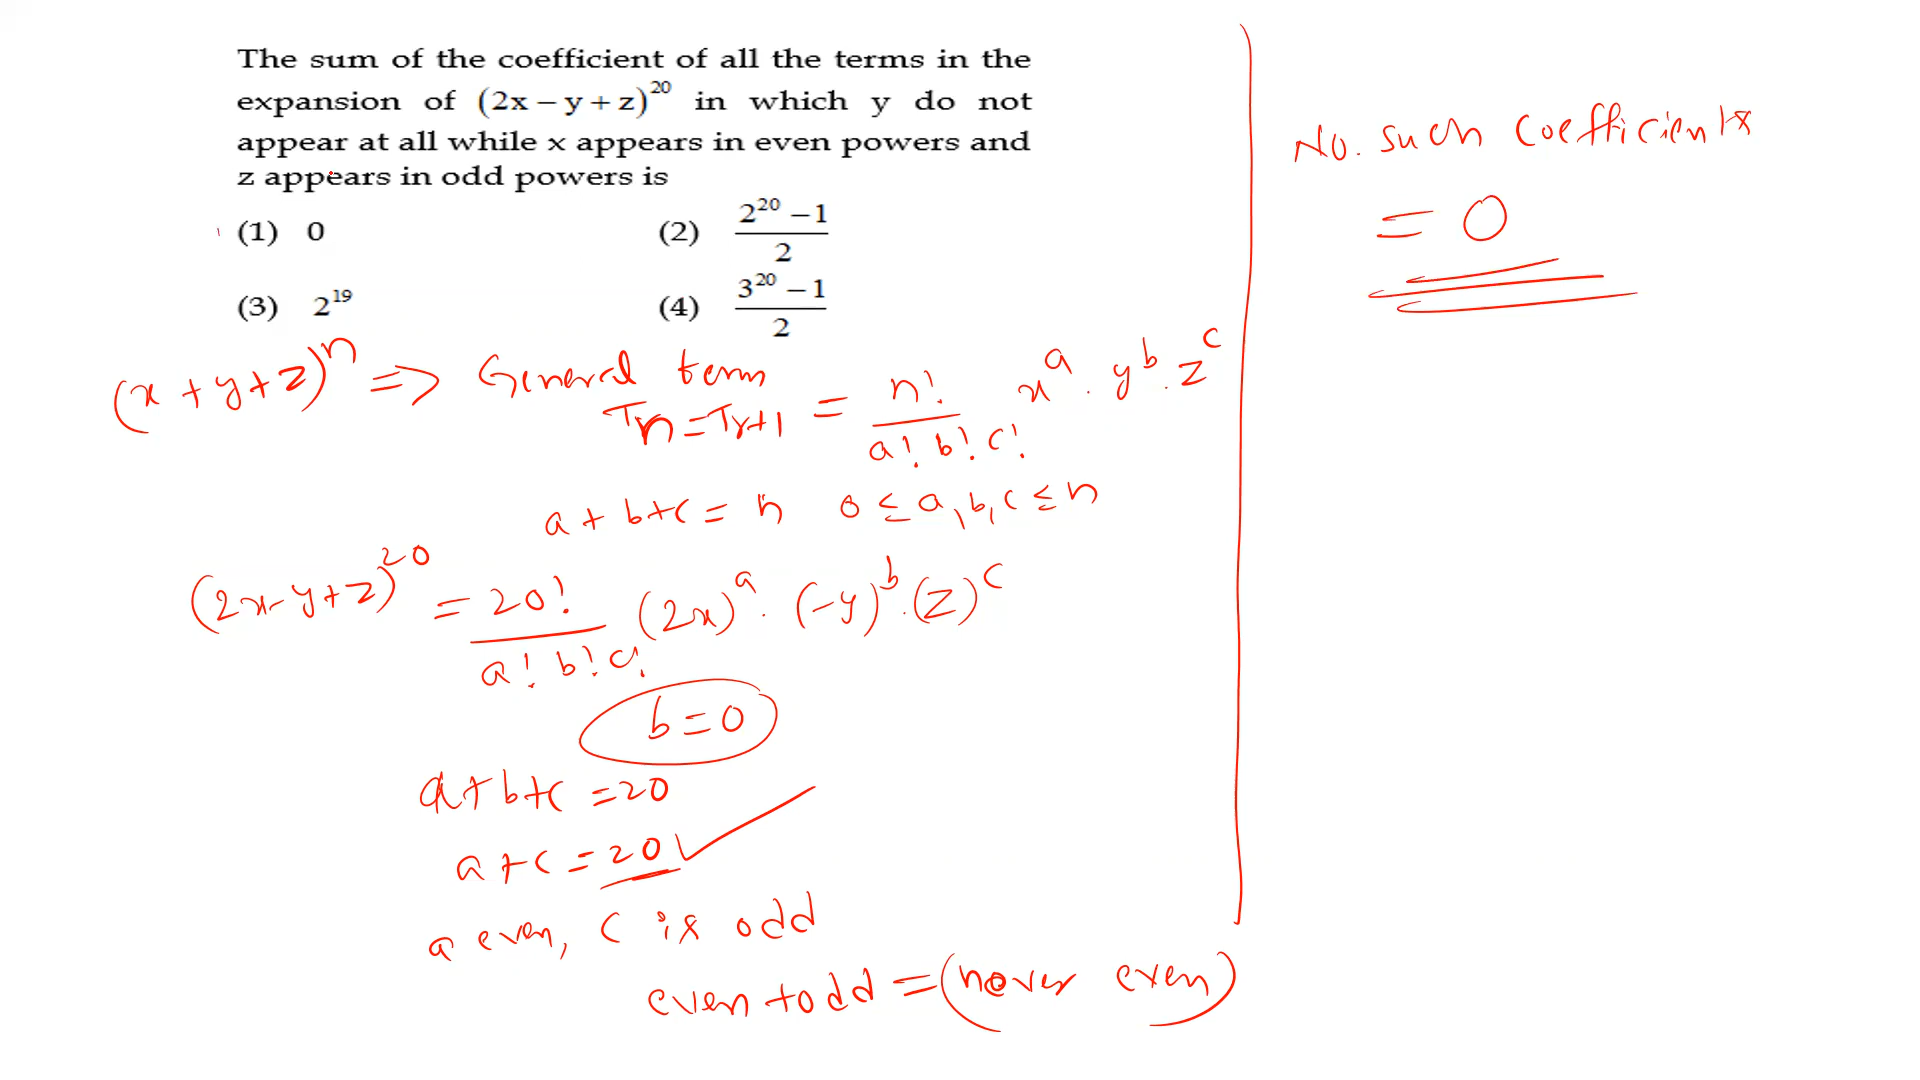 The sum of the coefficient of all the terms in the
expansion of (2x – y + z)^20 in which y do not
appear at all while x appears in even powers and
z appears in odd powers is
(1) 0 (2) (2^20 – 1)/2
(3) 2^19 (4) (3^20 – 1)/2
(x + y + z)^n => General term
Tn = Tr+1 = n!/(a! b! c!) x^a . y^b . z^c
a + b + c = n 0 ≤ a, b, c ≤ n
(2x - y + z)^20 = 20!/(a! b! c!) (2x)^a . (-y)^b . (z)^c
b = 0
a + b + c = 20
a + c = 20 ✓
a even, c is odd
even + odd = (never even)
No. such coefficients
= 0